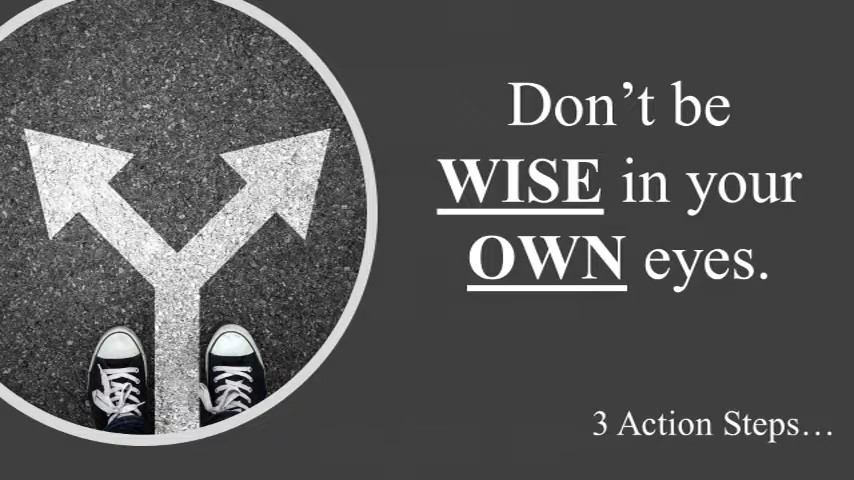 Don’t be
WISE in your
OWN eyes.
3 Action Steps…